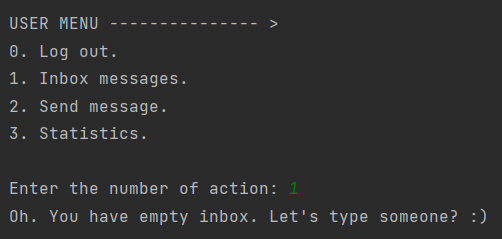 USER MENU --------------- >
0. Log out.
1. Inbox messages.
2. Send message.
3. Statistics.
Enter the number of action: 1
Oh. You have empty inbox. Let's type someone? :)